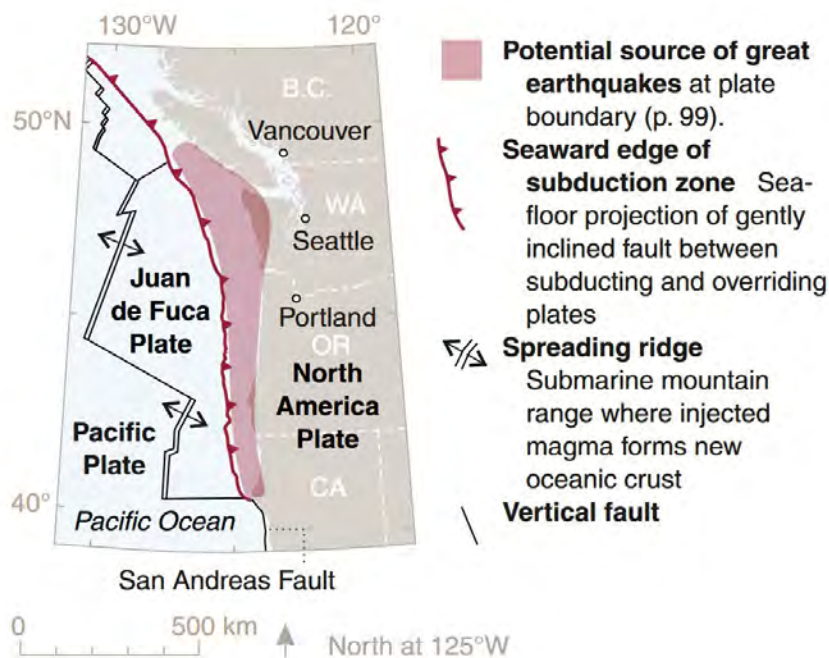 130°W
120°
50°N
B.C.
Vancouver
WA
Seattle
Juan
de Fuca
Plate
Portland
OR
North
America
Plate
Pacific
Plate
CA
40°
Pacific Ocean
San Andreas Fault
0
500 km
North at 125°W
Potential source of great
earthquakes at plate
boundary (p. 99).
Seaward edge of
subduction zone Sea-
floor projection of gently
inclined fault between
subducting and overriding
plates
Spreading ridge
Submarine mountain
range where injected
magma forms new
oceanic crust
Vertical fault